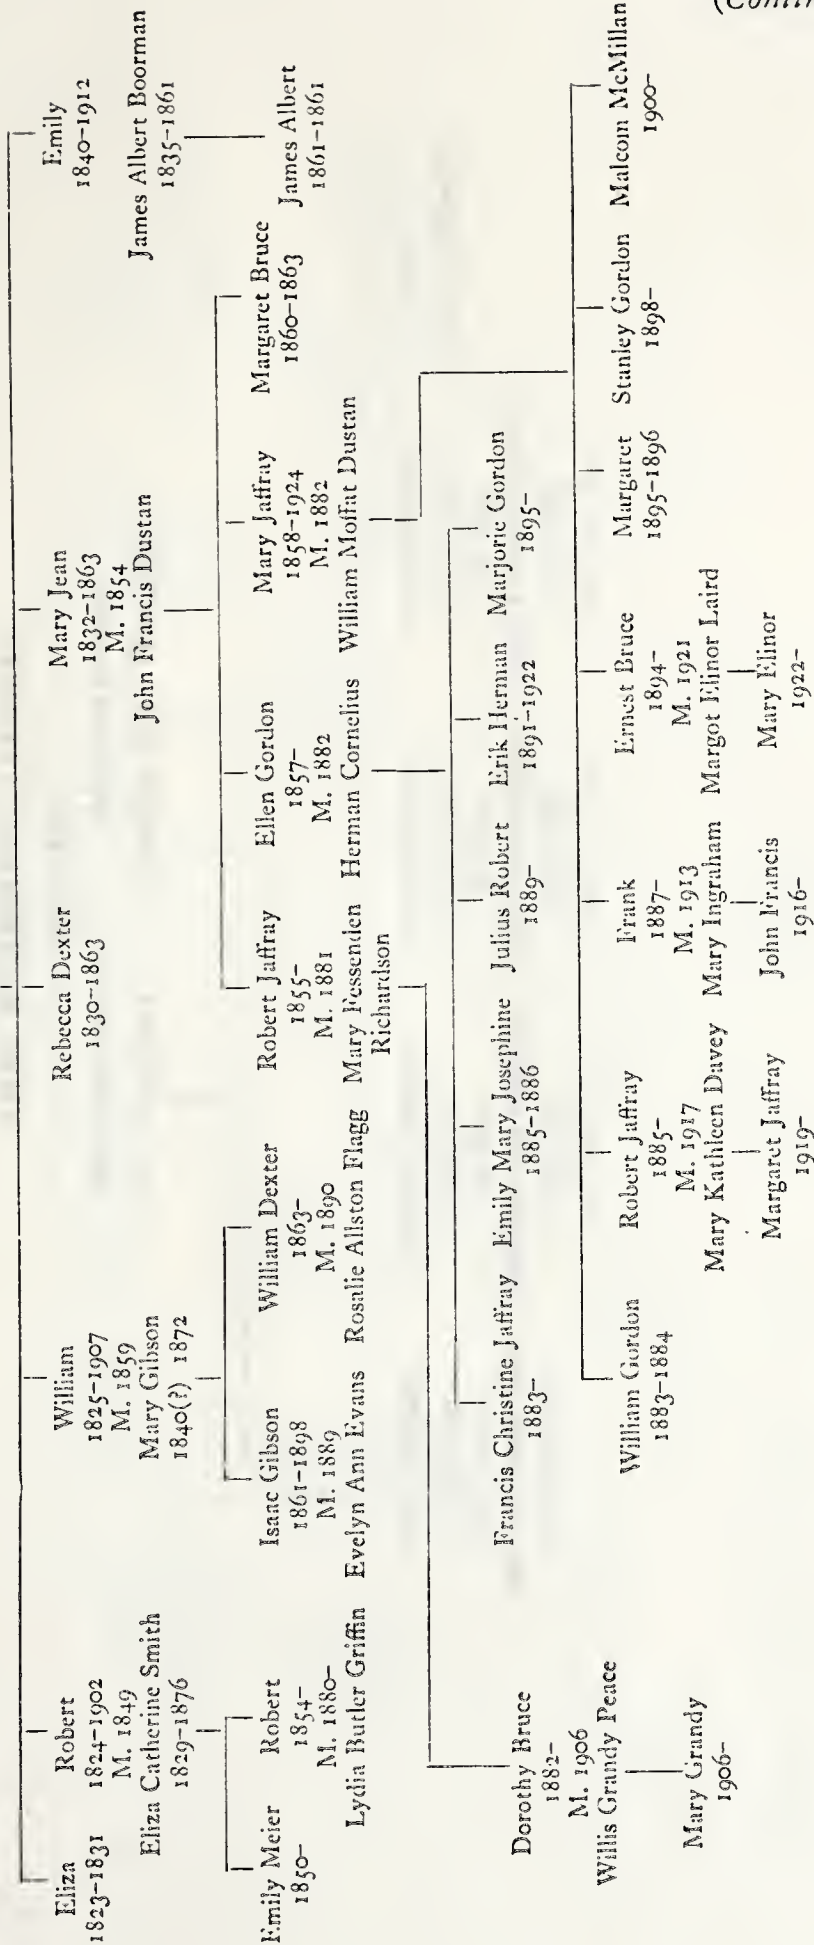 (Contin
Eliza
1823–1831
Robert
1824–1902
M. 1849
Eliza Catherine Smith
1829–1876
William
1825–1907
M. 1859
Mary Gibson
1840(?) 1872
Rebecca Dexter
1830–1863
Mary Jean
1832–1863
M. 1854
John Francis Dustan
Emily
1840–1912
James Albert Boorman
1835–1861
Emily Meier
1850–
Robert
1854–
M. 1880–
Lydia Butler Griffin
Isaac Gibson
1861–1898
M. 1889
Evelyn Ann Evans
William Dexter
1863–
M. 1890
Rosalie Allston Flagg
Robert Jaffray
1855–
M. 1881
Mary Fessenden
Richardson
Ellen Gordon
1857–
M. 1882
Herman Cornelius
Mary Jaffray
1858–1924
M. 1882
William Moffat Dustan
Margaret Bruce
1860–1863
James Albert
1861–1861
Francis Christine Jaffray
1883–
Emily Mary Josephine
1885–1886
Julius Robert
1889–
Erik Herman
1891–1922
Marjorie Gordon
1895–
Dorothy Bruce
1882–
M. 1906
Willis Grandy Peace
Mary Grandy
1906–
William Gordon
1883–1884
Robert Jaffray
1885–
M. 1917
Mary Kathleen Davey
Margaret Jaffray
1919–
Frank
1887–
M. 1913
Mary Ingraham
John Francis
1916–
Ernest Bruce
1894–
M. 1921
Margot Elinor Laird
Mary Elinor
1922–
Margaret
1895–1896
Stanley Gordon
1898–
Malcom McMillan
1900–